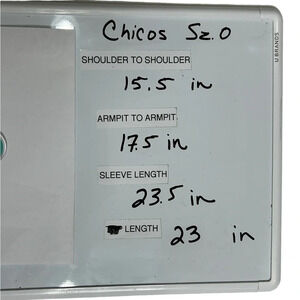 Chicos Sz. 0
U BRANDS
SHOULDER TO SHOULDER
15.5 in
ARMPIT TO ARMPIT
17.5 in
SLEEVE LENGTH
23.5 in
LENGTH 23 in